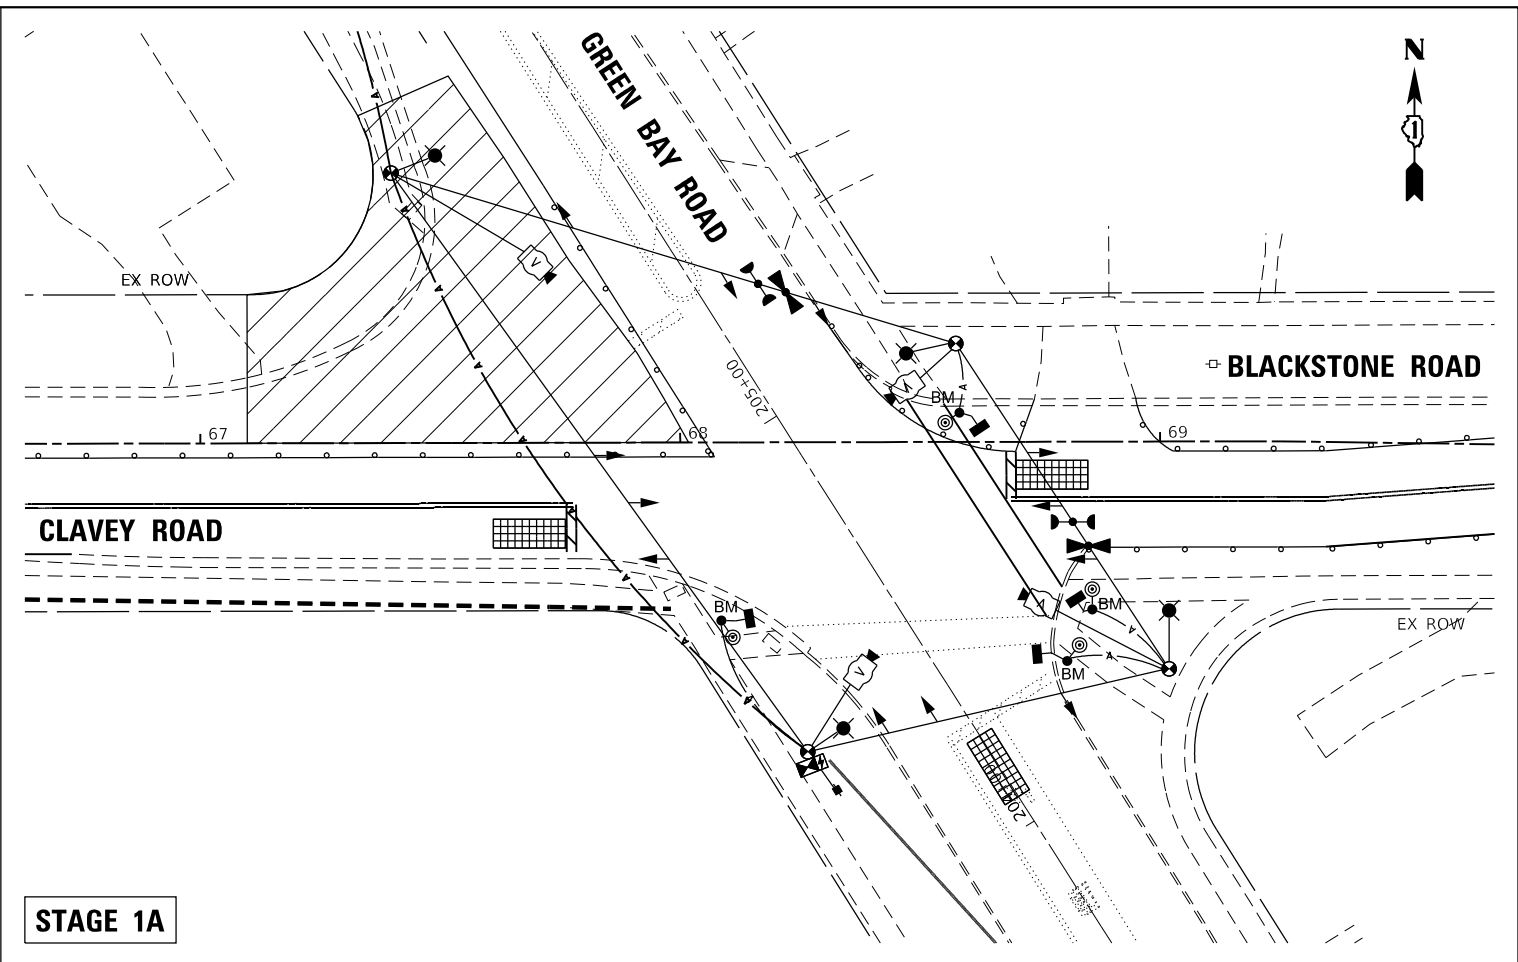 GREEN BAY ROAD
N
1
EX ROW
V
205+00
V
BLACKSTONE ROAD
BM
A
67
68
69
CLAVEY ROAD
BM
V
BM
V
A
A
BM
EX ROW
A
A
A
A
A
A
A
A
STAGE 1A